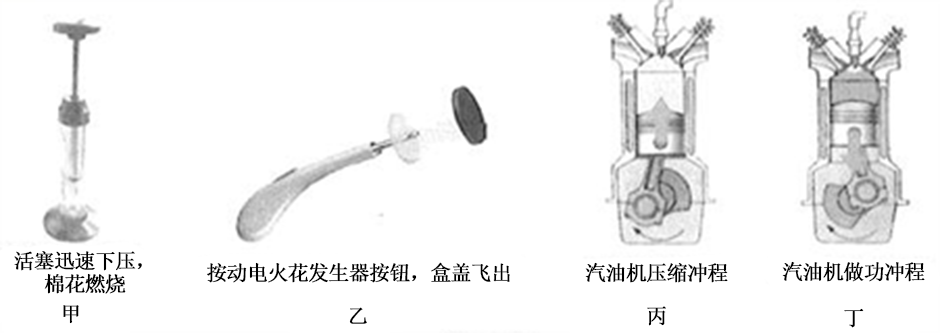 活塞迅速下压，
棉花燃烧
甲
按动电火花发生器按钮，盒盖飞出
乙
汽油机压缩冲程
丙
汽油机做功冲程
丁